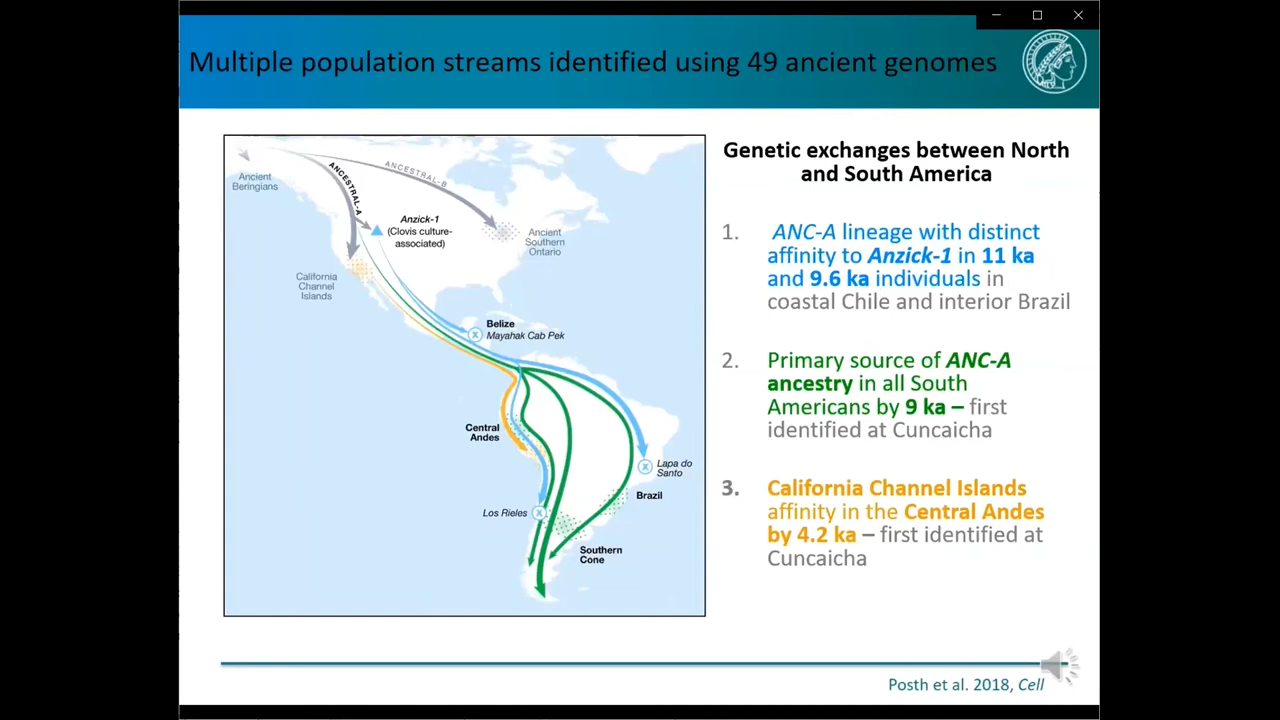 Multiple population streams identified using 49 ancient genomes
Ancient
Beringians
ANCESTRAL-A
ANCESTRAL-B
Anzick-1
(Clovis culture-
associated)
Ancient
Southern
Ontario
California
Channel
Islands
Belize
Mayahak Cab Pek
Central
Andes
Lapa do
Santo
Brazil
Los Rieles
Southern
Cone
X
X
X
Genetic exchanges between North
and South America
1. ANC-A lineage with distinct
affinity to Anzick-1 in 11 ka
and 9.6 ka individuals in
coastal Chile and interior Brazil
2. Primary source of ANC-A
ancestry in all South
Americans by 9 ka – first
identified at Cuncaicha
3. California Channel Islands
affinity in the Central Andes
by 4.2 ka – first identified at
Cuncaicha
Posth et al. 2018, Cell